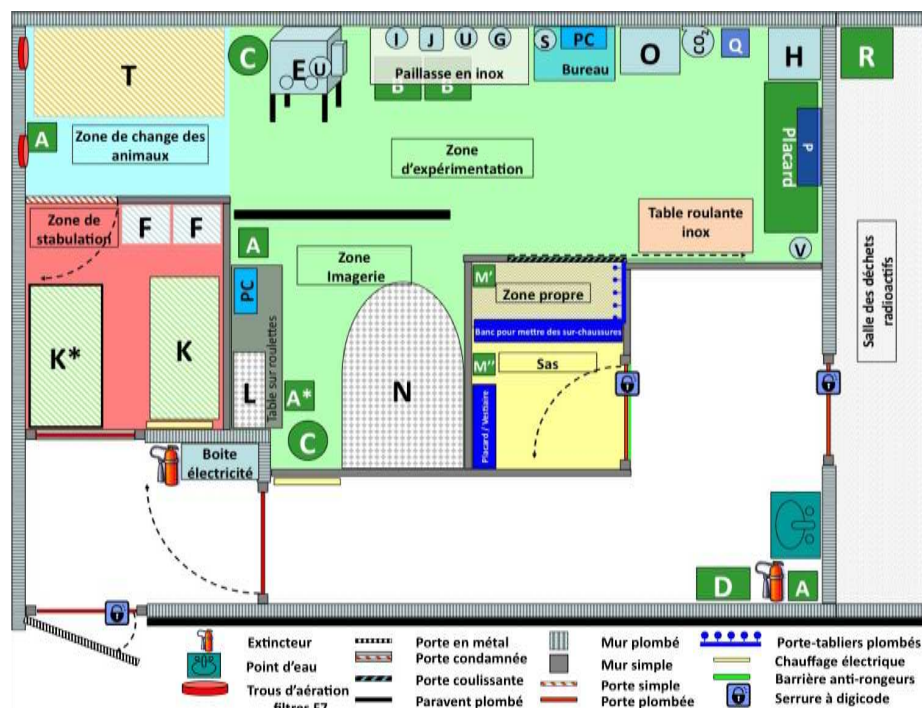 T
Zone de change des
animaux
A
C
E
U
I
J
U
G
Paillasse en inox
B
B
S
PC
Bureau
O
CO2
Q
H
R
Placard
P
Zone
d'expérimentation
Table roulante
inox
V
Salle des déchets
radioactifs
Zone de
stabulation
F
F
K*
K
A
Zone
Imagerie
PC
L
Table sur roulettes
A*
C
N
M'
Zone propre
Banc pour mettre des sur-chaussures
M''
Sas
Placard / Vestiaire
Boite
électricité
D
A
Extincteur
Point d'eau
Trous d'aération
filtres F7
Porte en métal
Porte condamnée
Porte coulissante
Paravent plombé
Mur plombé
Mur simple
Porte simple
Porte plombée
Porte-tabliers plombés
Chauffage électrique
Barrière anti-rongeurs
Serrure à digicode